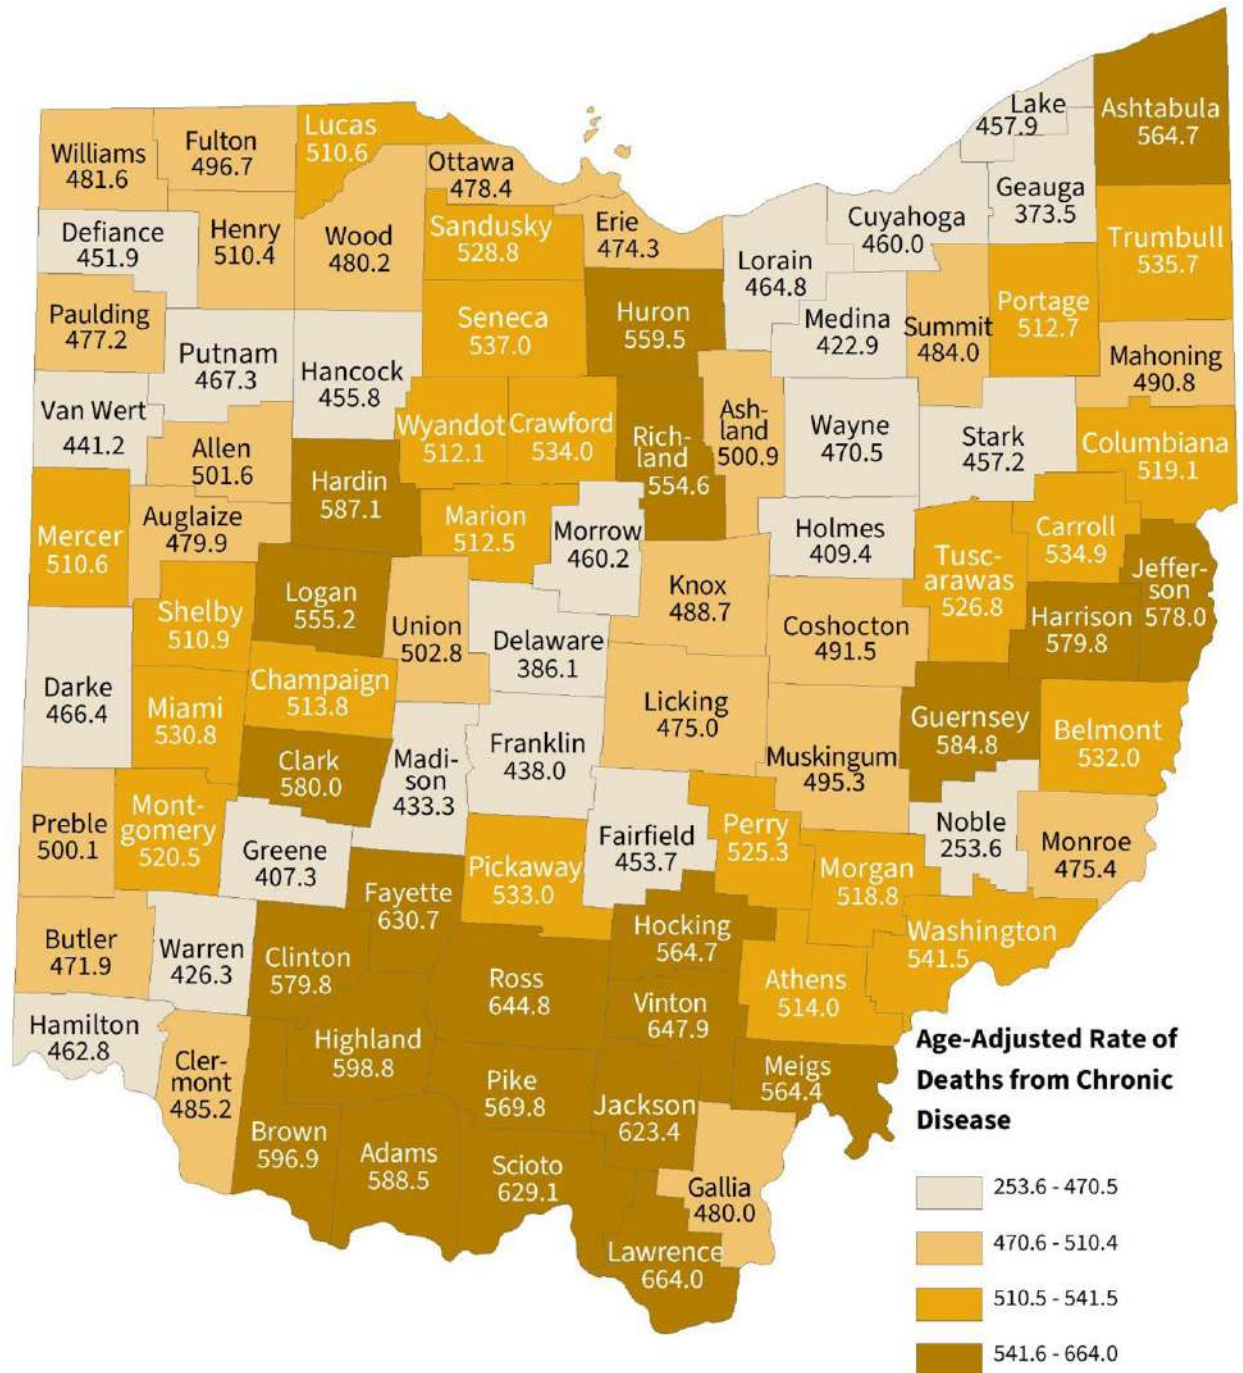 Lake
457.9
Ashtabula
564.7
Williams
481.6
Fulton
496.7
Lucas
510.6
Ottawa
478.4
Geauga
373.5
Defiance
451.9
Henry
510.4
Wood
480.2
Sandusky
528.8
Erie
474.3
Lorain
464.8
Cuyahoga
460.0
Trumbull
535.7
Paulding
477.2
Putnam
467.3
Hancock
455.8
Seneca
537.0
Huron
559.5
Medina
422.9
Summit
484.0
Portage
512.7
Mahoning
490.8
Van Wert
441.2
Allen
501.6
Wyandot
512.1
Crawford
534.0
Rich-
land
554.6
Ash-
land
500.9
Wayne
470.5
Stark
457.2
Columbiana
519.1
Mercer
510.6
Auglaize
479.9
Hardin
587.1
Marion
512.5
Morrow
460.2
Holmes
409.4
Tusc-
arawas
526.8
Carroll
534.9
Jeffer-
son
578.0
Shelby
510.9
Logan
555.2
Union
502.8
Delaware
386.1
Knox
488.7
Coshocton
491.5
Harrison
579.8
Darke
466.4
Miami
530.8
Champaign
513.8
Clark
580.0
Madi-
son
433.3
Franklin
438.0
Licking
475.0
Muskingum
495.3
Guernsey
584.8
Belmont
532.0
Preble
500.1
Mont-
gomery
520.5
Greene
407.3
Fayette
630.7
Pickaway
533.0
Fairfield
453.7
Perry
525.3
Morgan
518.8
Noble
253.6
Monroe
475.4
Butler
471.9
Warren
426.3
Clinton
579.8
Ross
644.8
Hocking
564.7
Vinton
647.9
Athens
514.0
Washington
541.5
Hamilton
462.8
Cler-
mont
485.2
Highland
598.8
Pike
569.8
Jackson
623.4
Meigs
564.4
Brown
596.9
Adams
588.5
Scioto
629.1
Gallia
480.0
Lawrence
664.0
Age-Adjusted Rate of
Deaths from Chronic
Disease
253.6 - 470.5
470.6 - 510.4
510.5 - 541.5
541.6 - 664.0